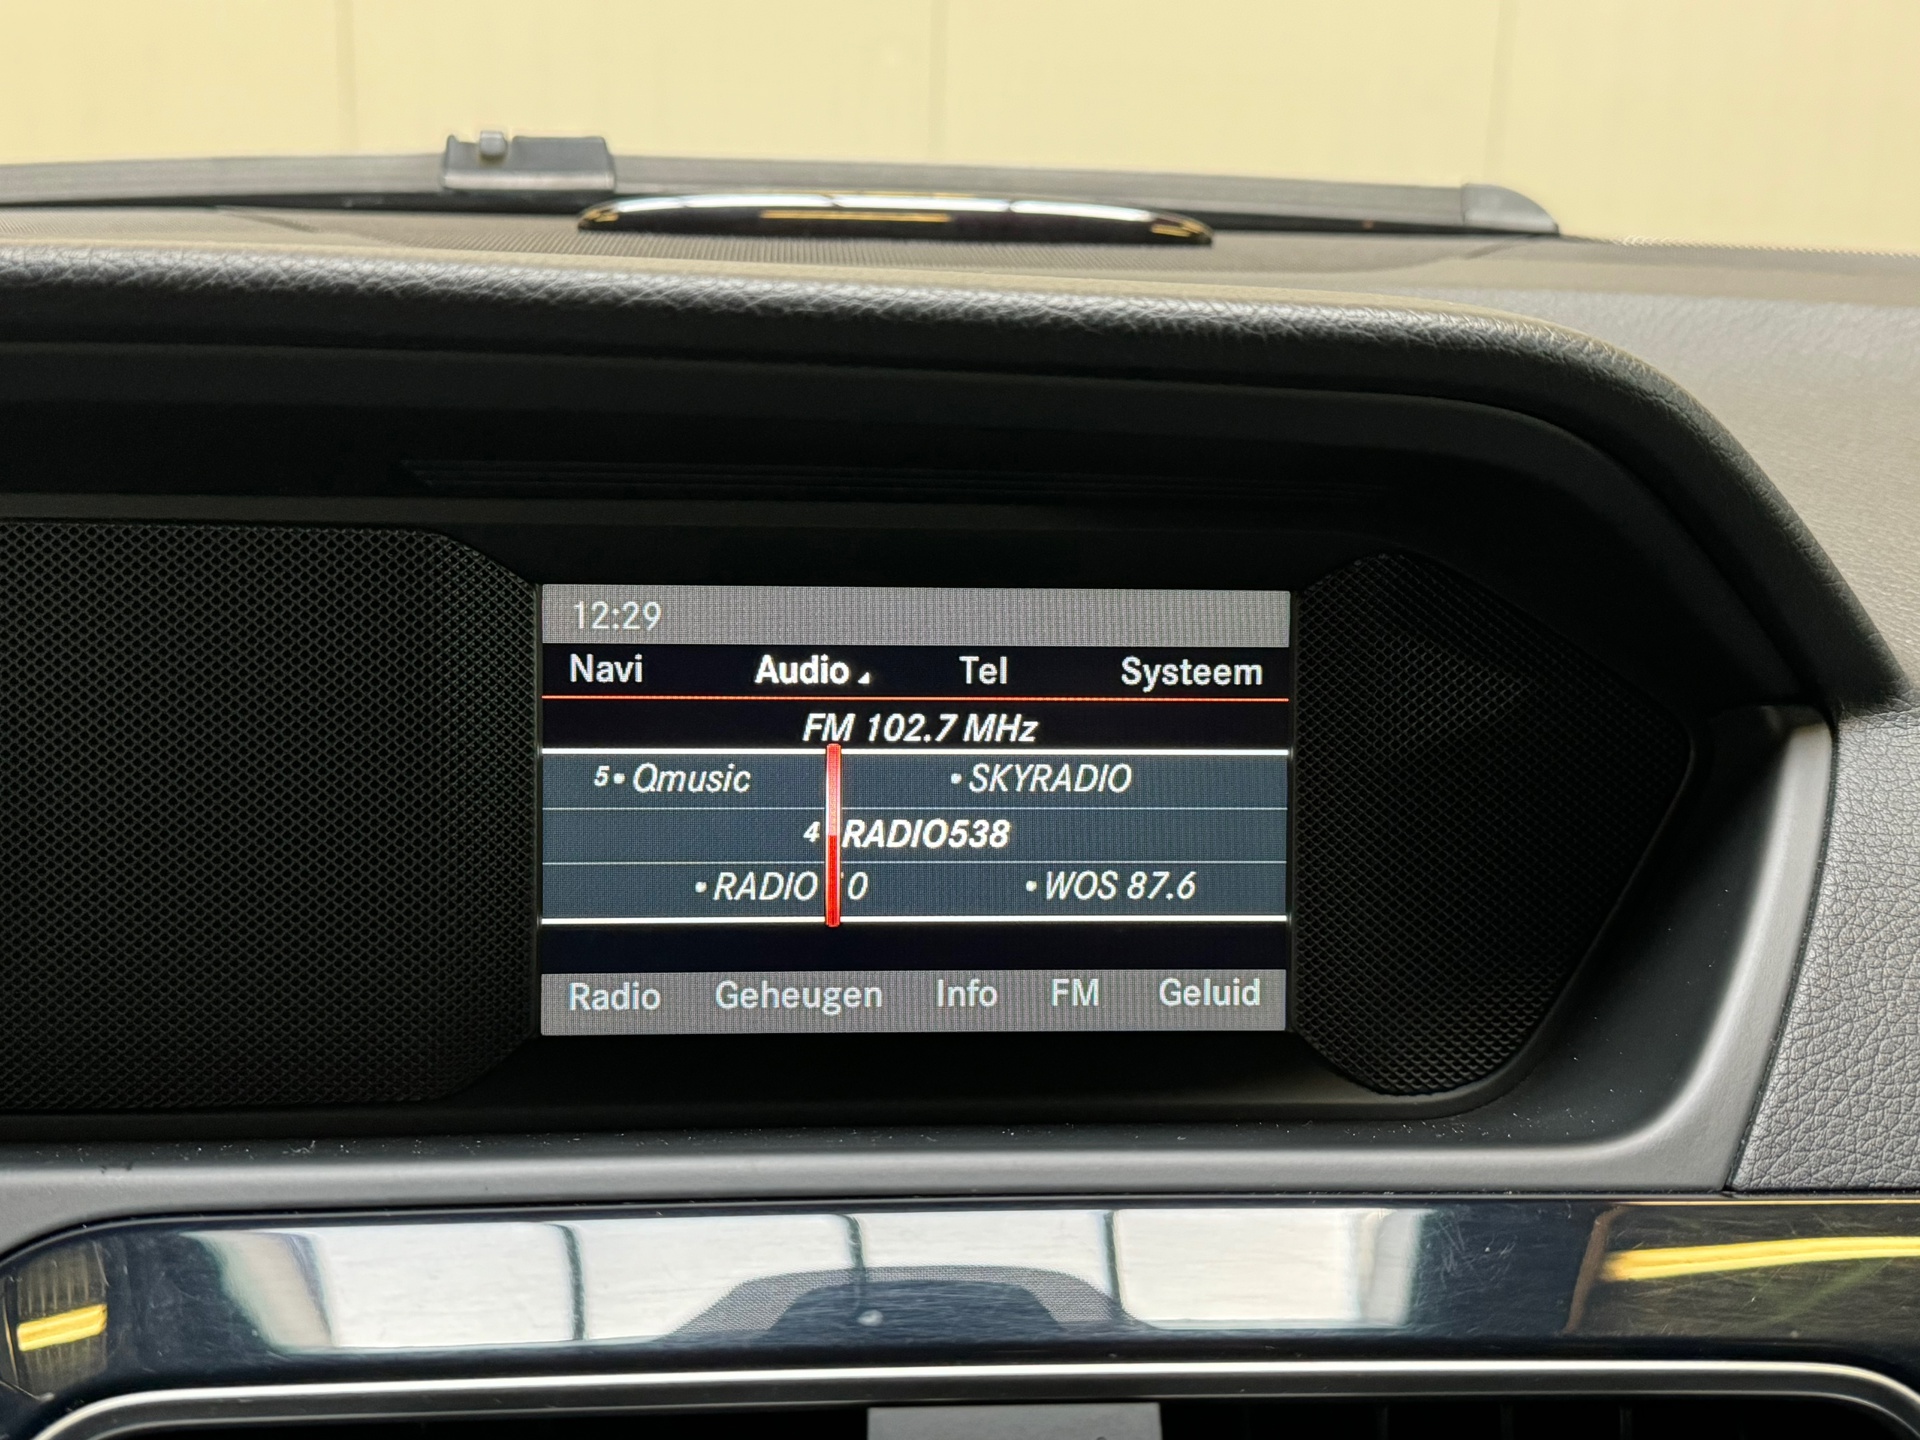 12:29
Navi Audio Tel Systeem
FM 102.7 MHz
5• Qmusic • SKYRADIO
4 RADIO538
• RADIO 0 • WOS 87.6
Radio Geheugen Info FM Geluid